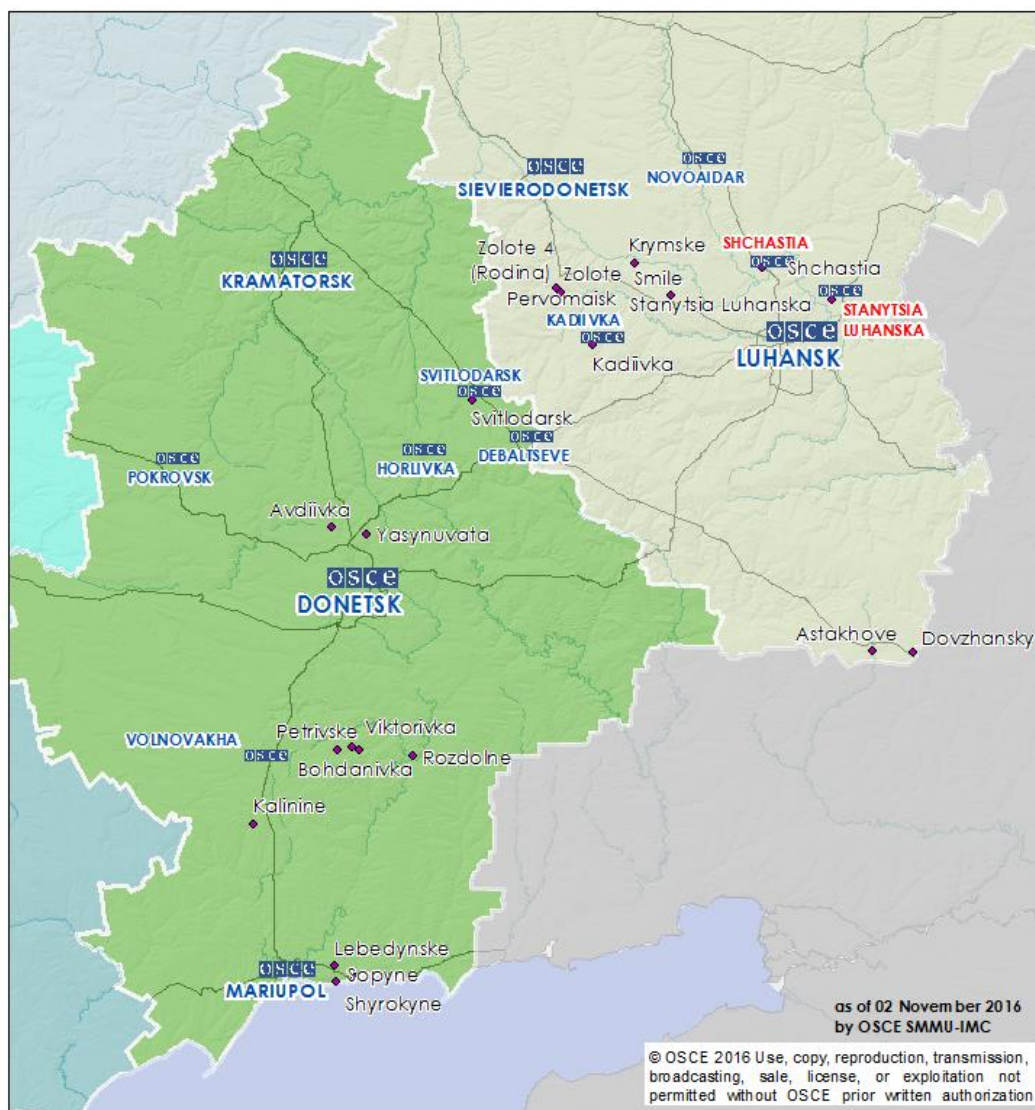 osce
SIEVIERODONETSK
osce
NOVOAIDAR
osce
KRAMATORSK
Zolote 4
(Rodina)
Zolote
Pervomaisk
Krymske
Smile
SHCHASTIA
osce
Shchastia
Stanytsia Luhanska
osce
STANYTSIA
LUHANSKA
KADIIVKA
osce
Kadiivka
osce
LUHANSK
SVITLODARSK
osce
Svitlodarsk
osce
DEBALTSEVE
osce
HORLIVKA
osce
POKROVSK
Avdiivka
Yasynuvata
osce
DONETSK
Astakhove
Dovzhansky
VOLNOVAKHA
osce
Petrivske
Viktorivka
Bohdanivka
Rozdolne
Kalinine
Lebedynske
osce
MARIUPOL
Sopyne
Shyrokyne
as of 02 November 2016
by OSCE SMMU-IMC
© OSCE 2016 Use, copy, reproduction, transmission,
broadcasting, sale, license, or exploitation not
permitted without OSCE prior written authorization